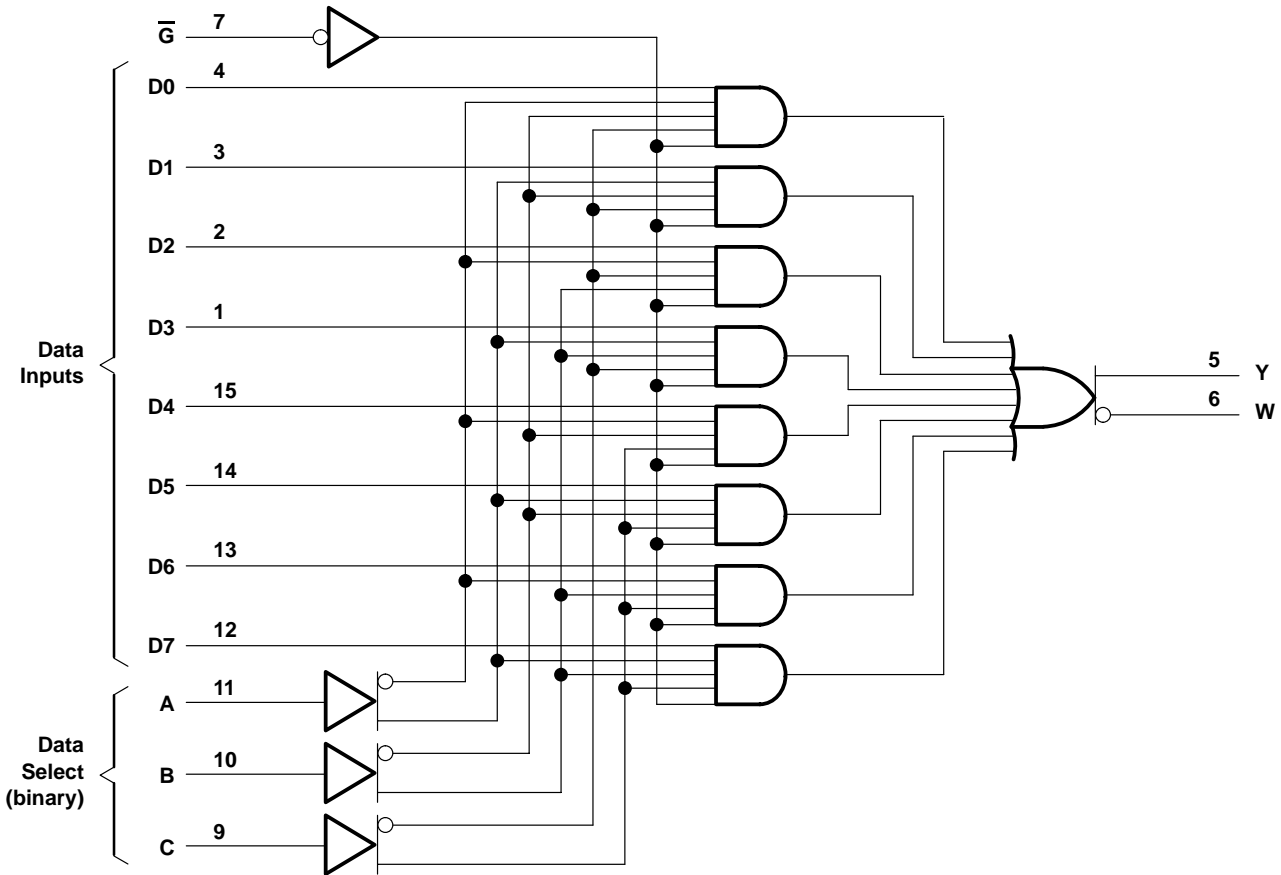 G̅ 7
D0 4
D1 3
D2 2
D3 1
Data
Inputs
D4 15
D5 14
D6 13
D7 12
A 11
Data
Select
(binary)
B 10
C 9
5 Y
6 W